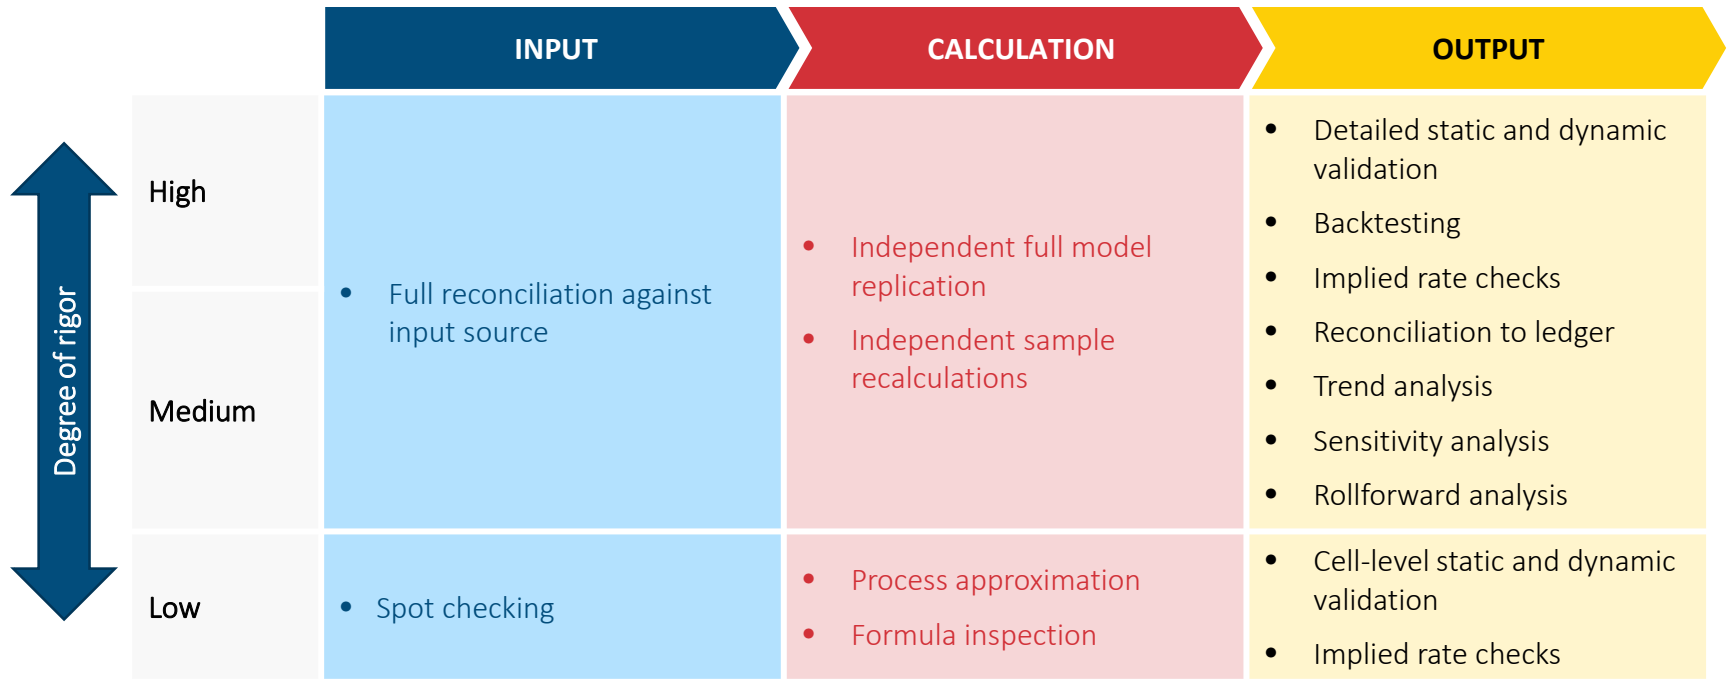 INPUT
CALCULATION
OUTPUT
Degree of rigor
High
Medium
• Full reconciliation against
input source
• Independent full model
replication
• Independent sample
recalculations
• Detailed static and dynamic
validation
• Backtesting
• Implied rate checks
• Reconciliation to ledger
• Trend analysis
• Sensitivity analysis
• Rollforward analysis
Low
• Spot checking
• Process approximation
• Formula inspection
• Cell-level static and dynamic
validation
• Implied rate checks